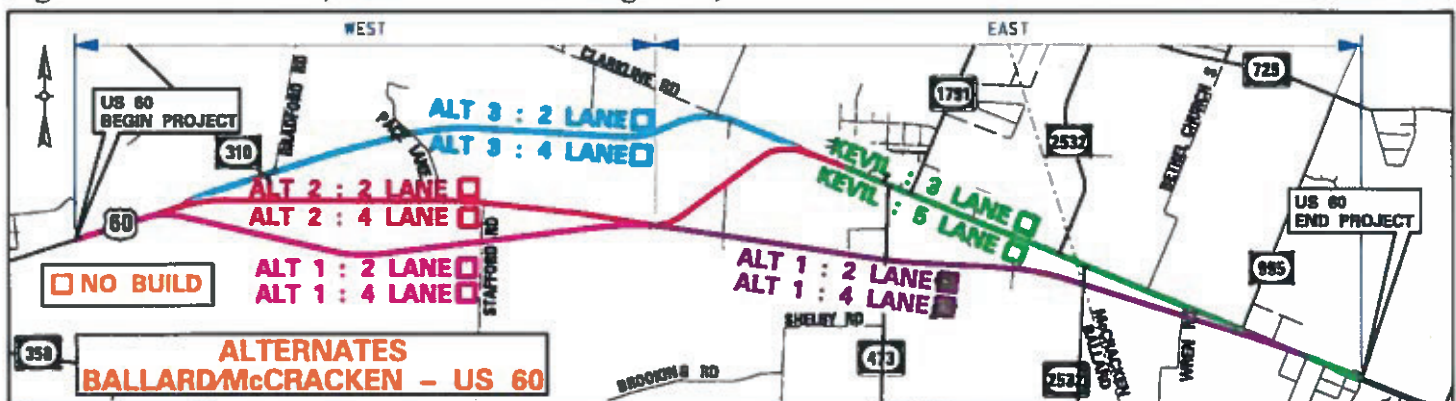 WEST
EAST
US 60
BEGIN PROJECT
310
BRADFORD RD
PACE LANE
CLARKLINE RD
ALT 3 : 2 LANE
ALT 3 : 4 LANE
1791
2532
BETHEL CHURCH
725
ALT 2 : 2 LANE
ALT 2 : 4 LANE
60
KEVIL : 3 LANE
KEVIL : 5 LANE
US 60
END PROJECT
NO BUILD
ALT 1 : 2 LANE
ALT 1 : 4 LANE
STAFFORD RD
ALT 1 : 2 LANE
ALT 1 : 4 LANE
995
SHELBY RD
358
ALTERNATES
BALLARD/McCRACKEN - US 60
BROOKINS RD
473
2532
McCRACKEN
BALLARD
WREN RD